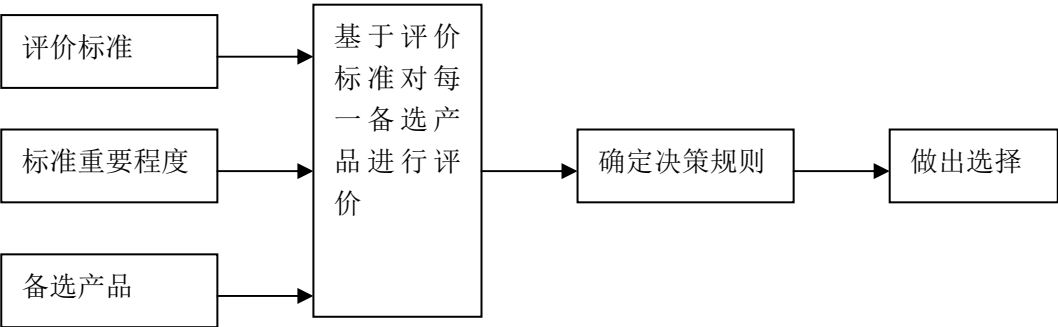 评价标准
标准重要程度
备选产品
基于评价
标准对每
一备选产
品进行评
价
确定决策规则
做出选择